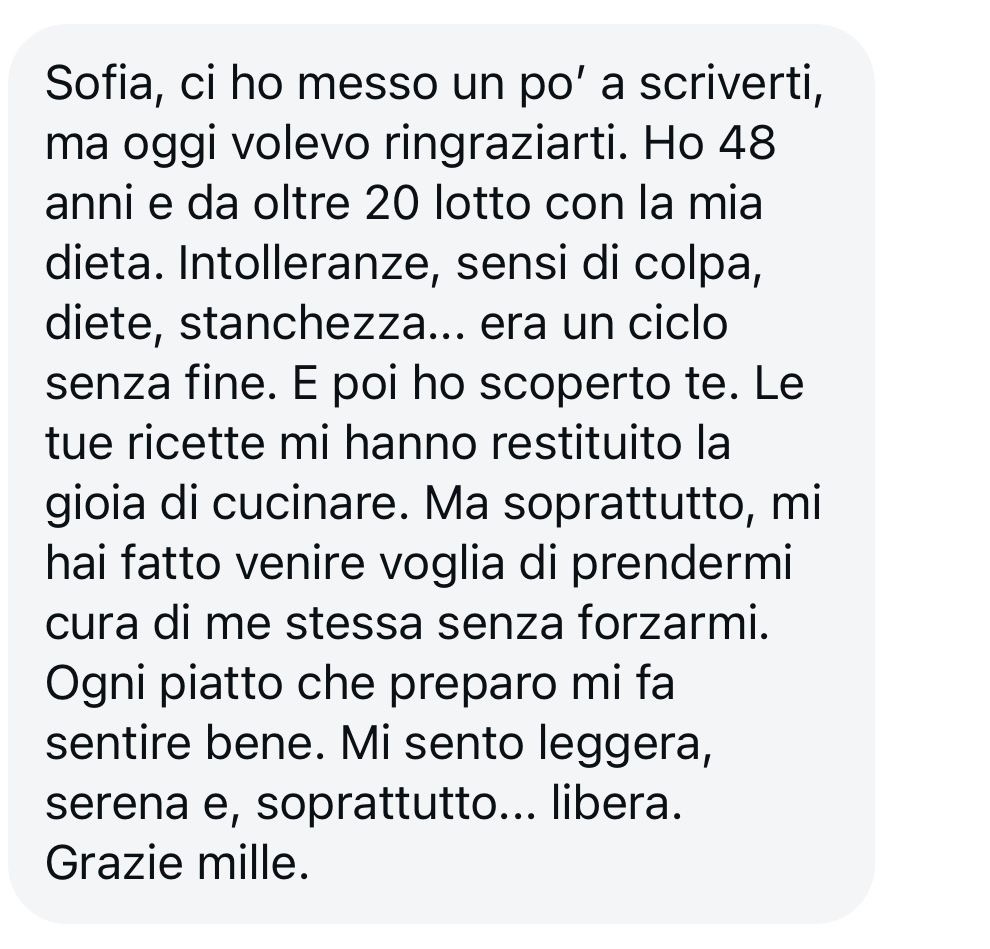 Sofia, ci ho messo un po’ a scriverti,
ma oggi volevo ringraziarti. Ho 48
anni e da oltre 20 lotto con la mia
dieta. Intolleranze, sensi di colpa,
diete, stanchezza... era un ciclo
senza fine. E poi ho scoperto te. Le
tue ricette mi hanno restituito la
gioia di cucinare. Ma soprattutto, mi
hai fatto venire voglia di prendermi
cura di me stessa senza forzarmi.
Ogni piatto che preparo mi fa
sentire bene. Mi sento leggera,
serena e, soprattutto... libera.
Grazie mille.